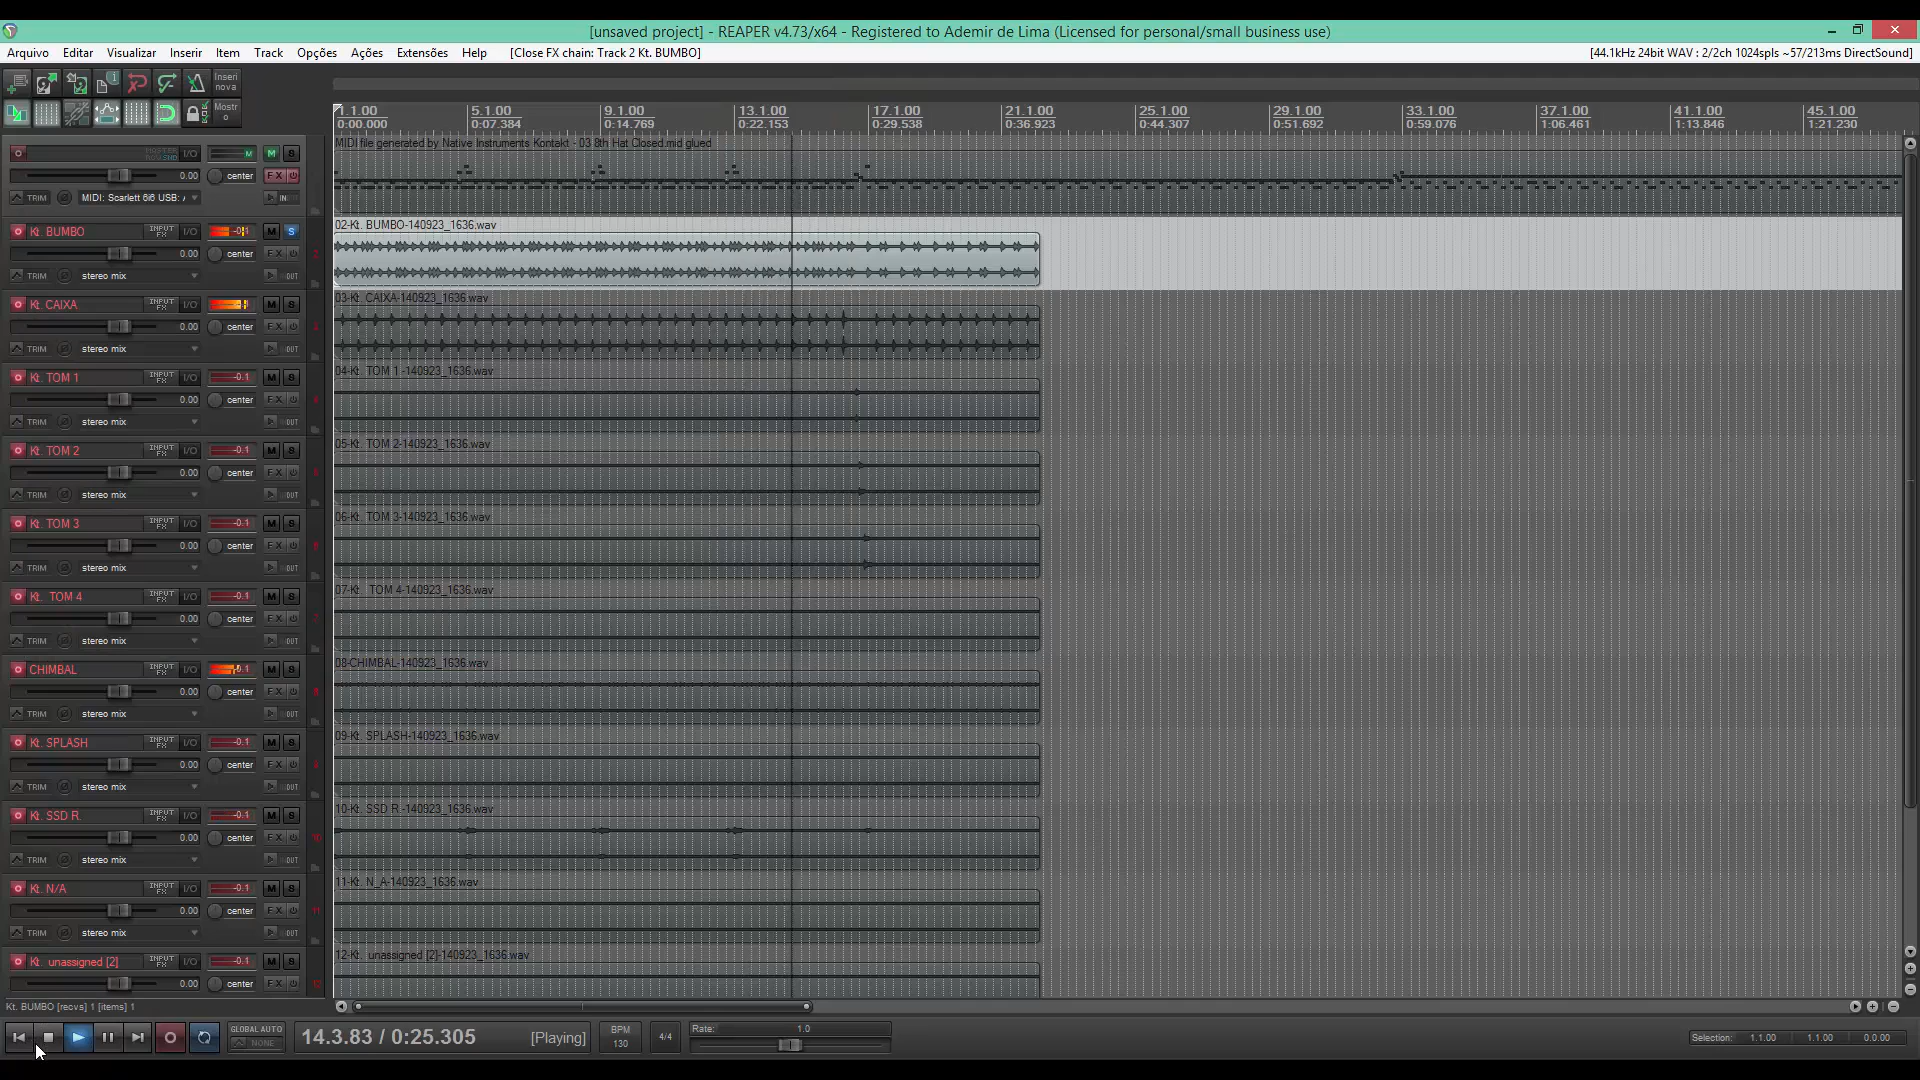 [unsaved project] - REAPER v4.73/x64 - Registered to Ademir de Lima (Licensed for personal/small business use)
Arquivo Editar Visualizar Inserir Item Track Opções Ações Extensões Help [Close FX chain: Track 2 Kt. BUMBO] [44.1kHz 24bit WAV : 2/2ch 1024spls ~57/213ms DirectSound]
Inseri
nova
Mostr
o
1.1.00 5.1.00 9.1.00 13.1.00 17.1.00 21.1.00 25.1.00 29.1.00 33.1.00 37.1.00 41.1.00 45.1.00
0:00.000 0:07.384 0:14.769 0:22.153 0:29.538 0:36.923 0:44.307 0:51.692 0:59.076 1:06.461 1:13.846 1:21.230
MIDI file generated by Native Instruments Kontakt - 03 8th Hat Closed.mid glued
M M S
0.00 center FX
TRIM MIDI: Scarlett 6i6 USB: / IN
02-Kt. BUMBO-140923_1636.wav
Kt. BUMBO INPUT FX I/O -0.1 M S
0.00 center FX
TRIM stereo mix OUT
03-Kt. CAIXA-140923_1636.wav
Kt. CAIXA INPUT FX I/O M S
0.00 center FX
TRIM stereo mix OUT
04-Kt. TOM 1 -140923_1636.wav
Kt. TOM 1 INPUT FX I/O -0.1 M S
0.00 center FX
TRIM stereo mix OUT
05-Kt. TOM 2-140923_1636.wav
Kt. TOM 2 INPUT FX I/O -0.1 M S
0.00 center FX
TRIM stereo mix OUT
06-Kt. TOM 3-140923_1636.wav
Kt. TOM 3 INPUT FX I/O -0.1 M S
0.00 center FX
TRIM stereo mix OUT
07-Kt. TOM 4-140923_1636.wav
Kt. TOM 4 INPUT FX I/O -0.1 M S
0.00 center FX
TRIM stereo mix OUT
08-CHIMBAL-140923_1636.wav
CHIMBAL INPUT FX I/O -0.1 M S
0.00 center FX
TRIM stereo mix OUT
09-Kt. SPLASH-140923_1636.wav
Kt. SPLASH INPUT FX I/O -0.1 M S
0.00 center FX
TRIM stereo mix OUT
10-Kt. SSD R.-140923_1636.wav
Kt. SSD R. INPUT FX I/O -0.1 M S
0.00 center FX 10
TRIM stereo mix OUT
11-Kt. N_A-140923_1636.wav
Kt. N/A INPUT FX I/O -0.1 M S
0.00 center FX 11
TRIM stereo mix OUT
12-Kt. unassigned [2]-140923_1636.wav
Kt. unassigned [2] INPUT FX I/O -0.1 M S
0.00 center FX 12
Kt. BUMBO [recvs] 1 [items] 1
GLOBAL AUTO
NONE
14.3.83 / 0:25.305 [Playing]
BPM
130
4/4
Rate: 1.0
Selection: 1.1.00 1.1.00 0.0.00